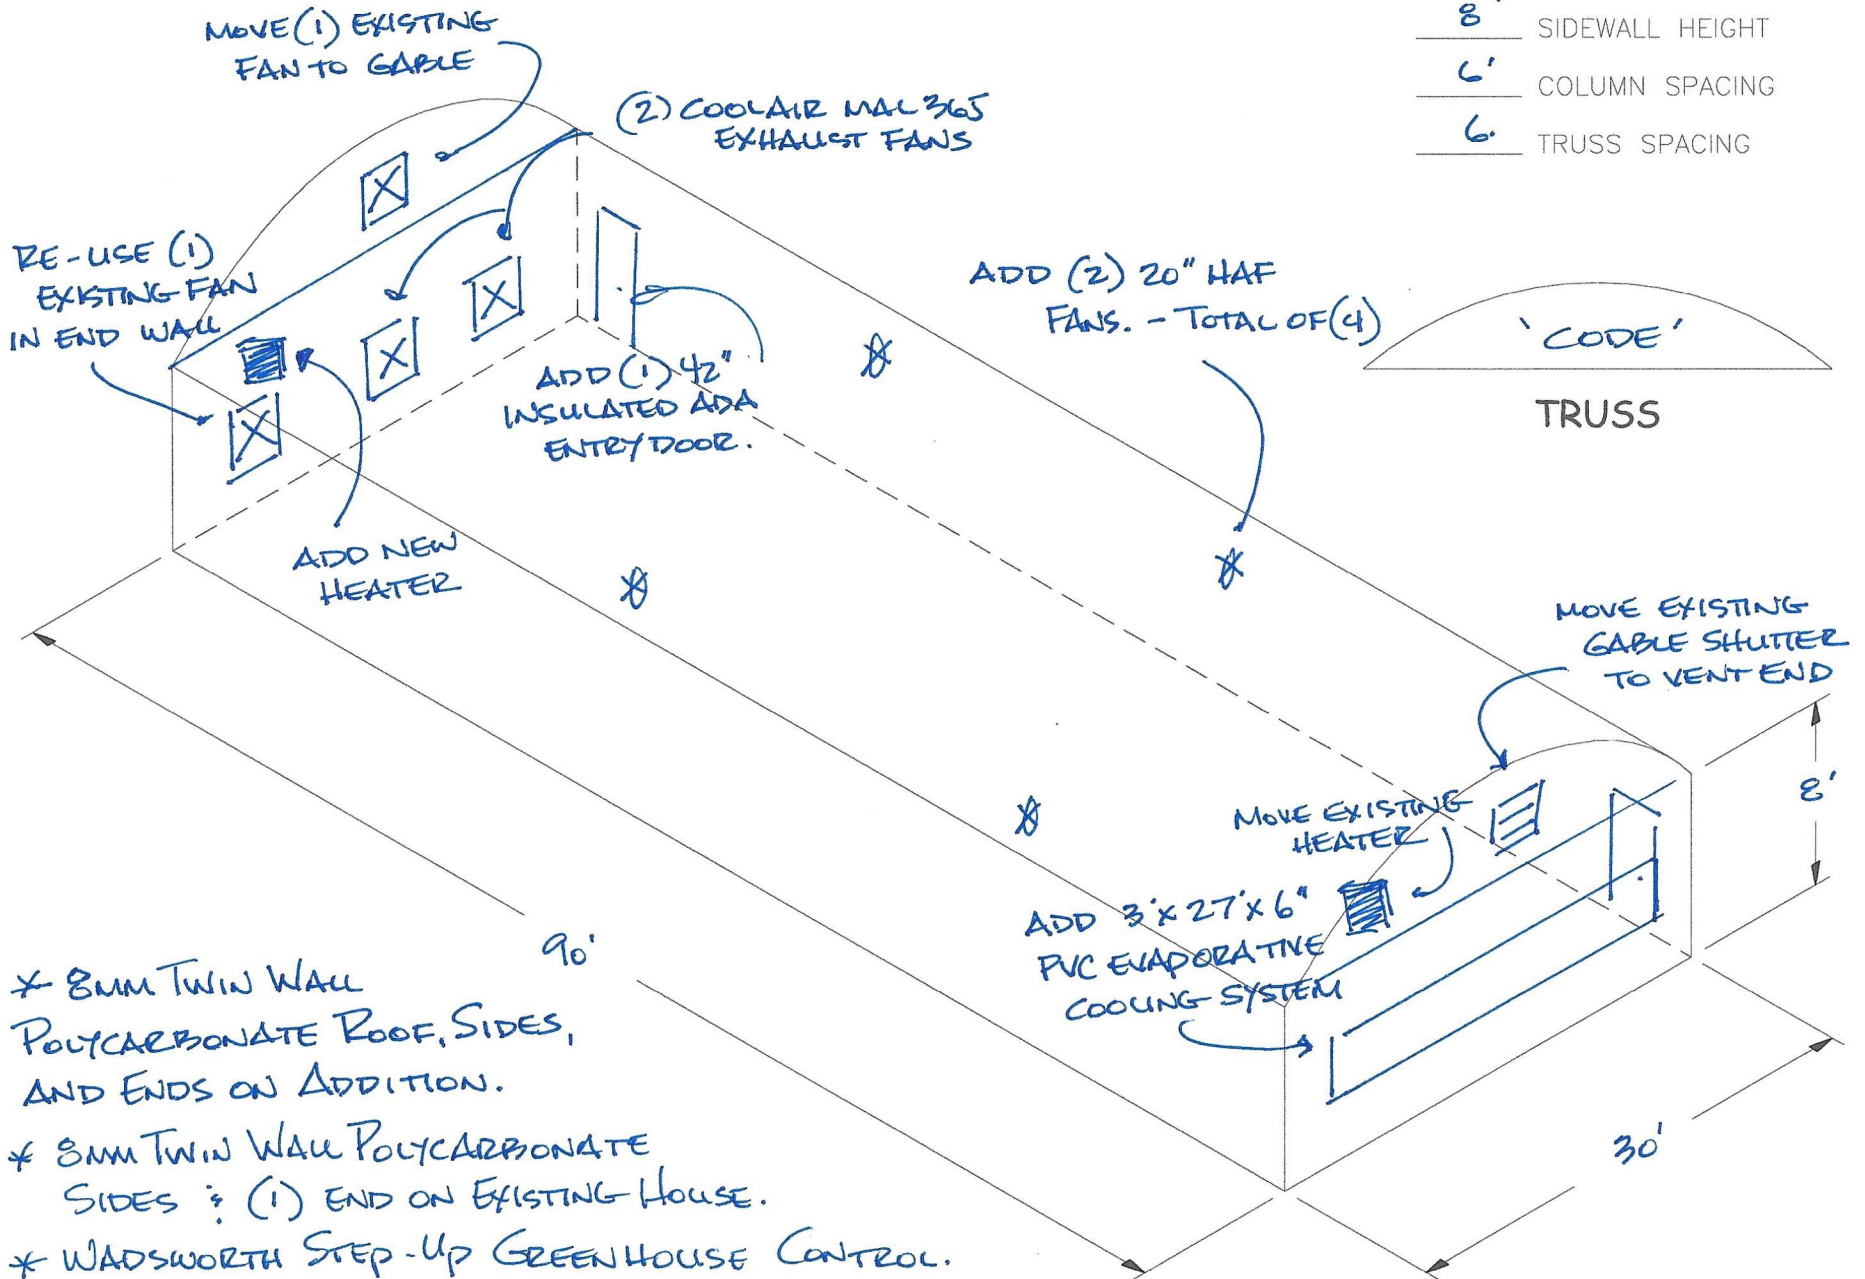 MOVE (1) EXISTING
FAN TO GABLE
(2) COOLAIR MAL 365
EXHAUST FANS
8' SIDEWALL HEIGHT
6' COLUMN SPACING
6' TRUSS SPACING
RE-USE (1)
EXISTING FAN
IN END WALL
ADD (2) 20" HAF
FANS. - TOTAL OF (4)
'CODE'
TRUSS
ADD (1) 42"
INSULATED ADA
ENTRY DOOR.
ADD NEW
HEATER
MOVE EXISTING
GABLE SHUTTER
TO VENT END
8'
MOVE EXISTING
HEATER
ADD 3'x27'x6"
PVC EVAPORATIVE
COOLING SYSTEM
90'
30'
* 8MM TWIN WALL
POLYCARBONATE ROOF, SIDES,
AND ENDS ON ADDITION.
* 8MM TWIN WALL POLYCARBONATE
SIDES & (1) END ON EXISTING HOUSE.
* WADSWORTH STEP-UP GREENHOUSE CONTROL.